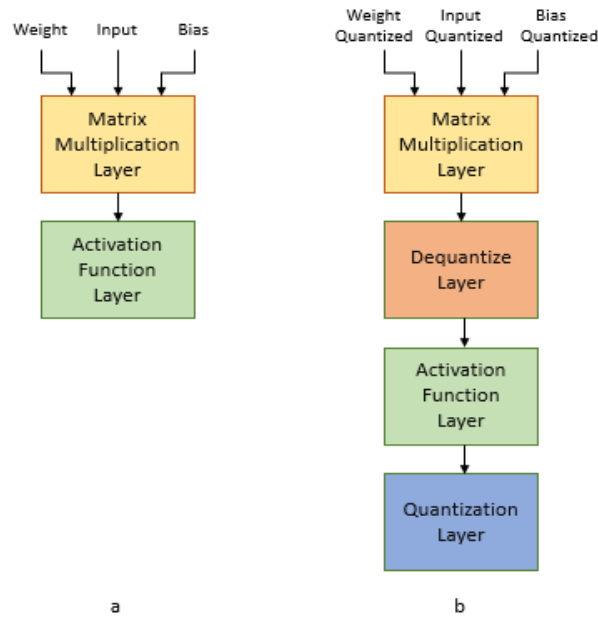 Weight Input Bias
Matrix
Multiplication
Layer
Activation
Function
Layer
a
Weight
Quantized
Input
Quantized
Bias
Quantized
Matrix
Multiplication
Layer
Dequantize
Layer
Activation
Function
Layer
Quantization
Layer
b